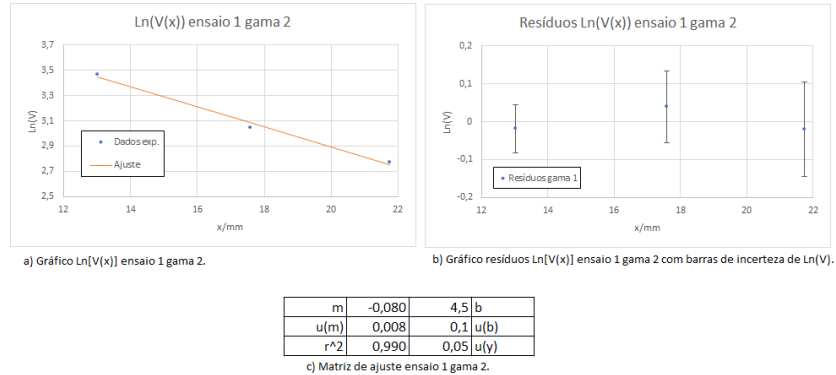 Ln(V(x)) ensaio 1 gama 2
3,7
3,5
3,3
3,1
2,9
2,7
2,5
Ln(V)
Dados exp.
Ajuste
12 14 16 18 20 22
x/mm
a) Gráfico Ln[V(x)] ensaio 1 gama 2.
Resíduos Ln(V(x)) ensaio 1 gama 2
0,2
0,1
0
-0,1
-0,2
Ln(V)
Resíduos gama 1
12 14 16 18 20 22
x/mm
b) Gráfico resíduos Ln[V(x)] ensaio 1 gama 2 com barras de incerteza de Ln(V).
m -0,080 4,5 b
u(m) 0,008 0,1 u(b)
r^2 0,990 0,05 u(y)
c) Matriz de ajuste ensaio 1 gama 2.